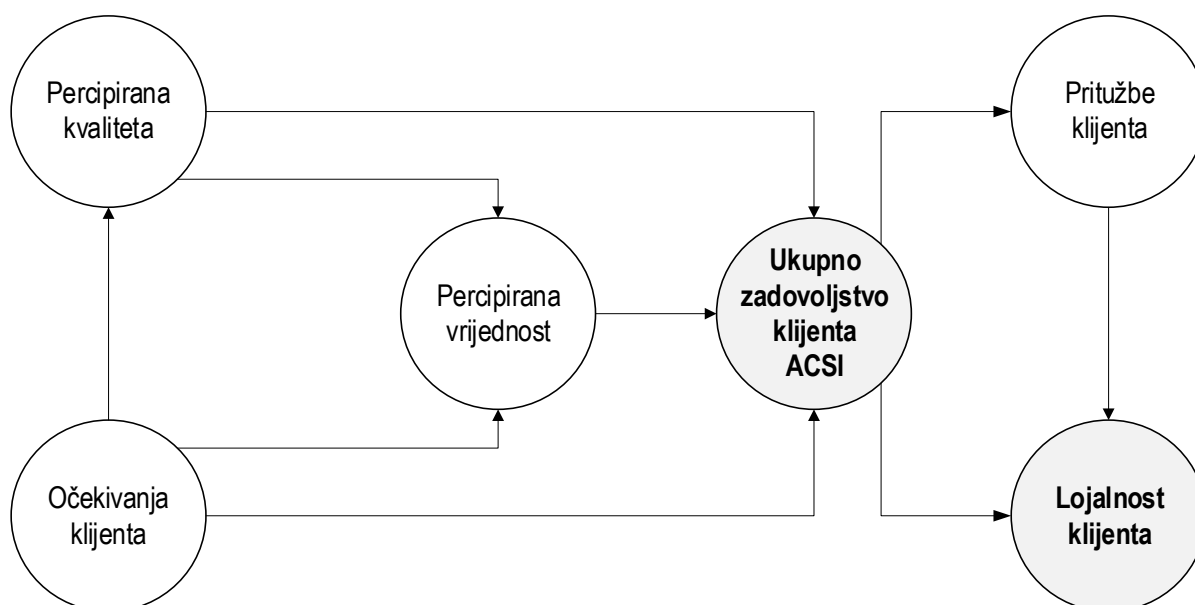 Percipirana
kvaliteta
Pritužbe
klijenta
Percipirana
vrijednost
Ukupno
zadovoljstvo
klijenta
ACSI
Očekivanja
klijenta
Lojalnost
klijenta